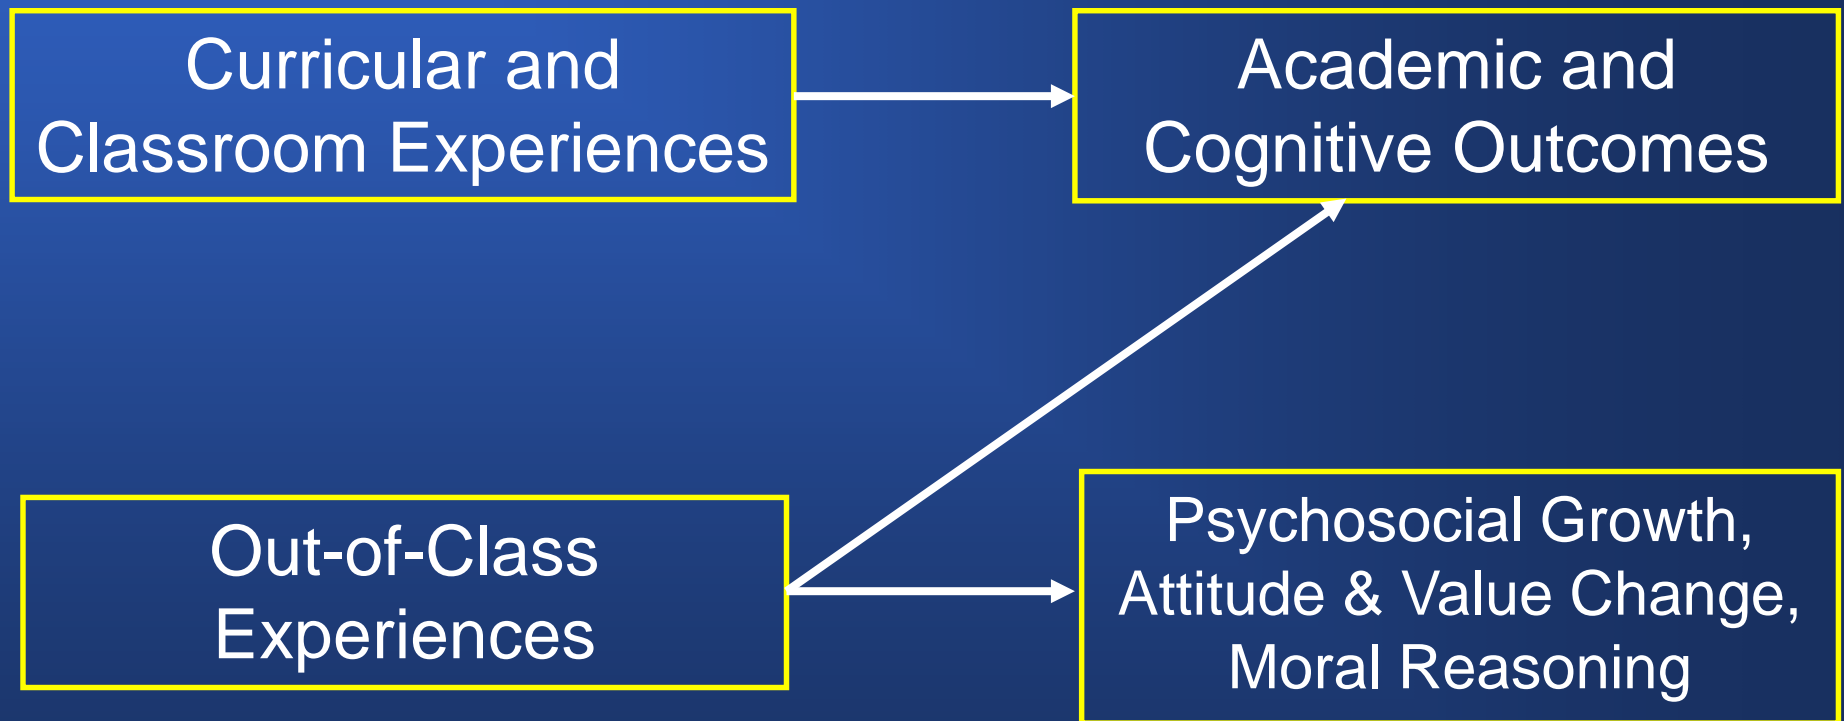 Curricular and
Classroom Experiences
Academic and
Cognitive Outcomes
Out-of-Class
Experiences
Psychosocial Growth,
Attitude & Value Change,
Moral Reasoning